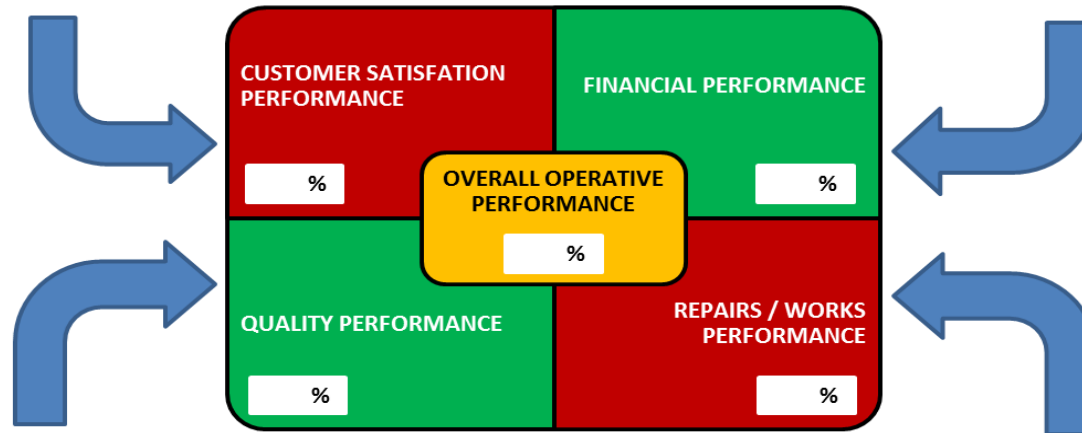 CUSTOMER SATISFATION
PERFORMANCE
%
FINANCIAL PERFORMANCE
%
OVERALL OPERATIVE
PERFORMANCE
%
QUALITY PERFORMANCE
%
REPAIRS / WORKS
PERFORMANCE
%